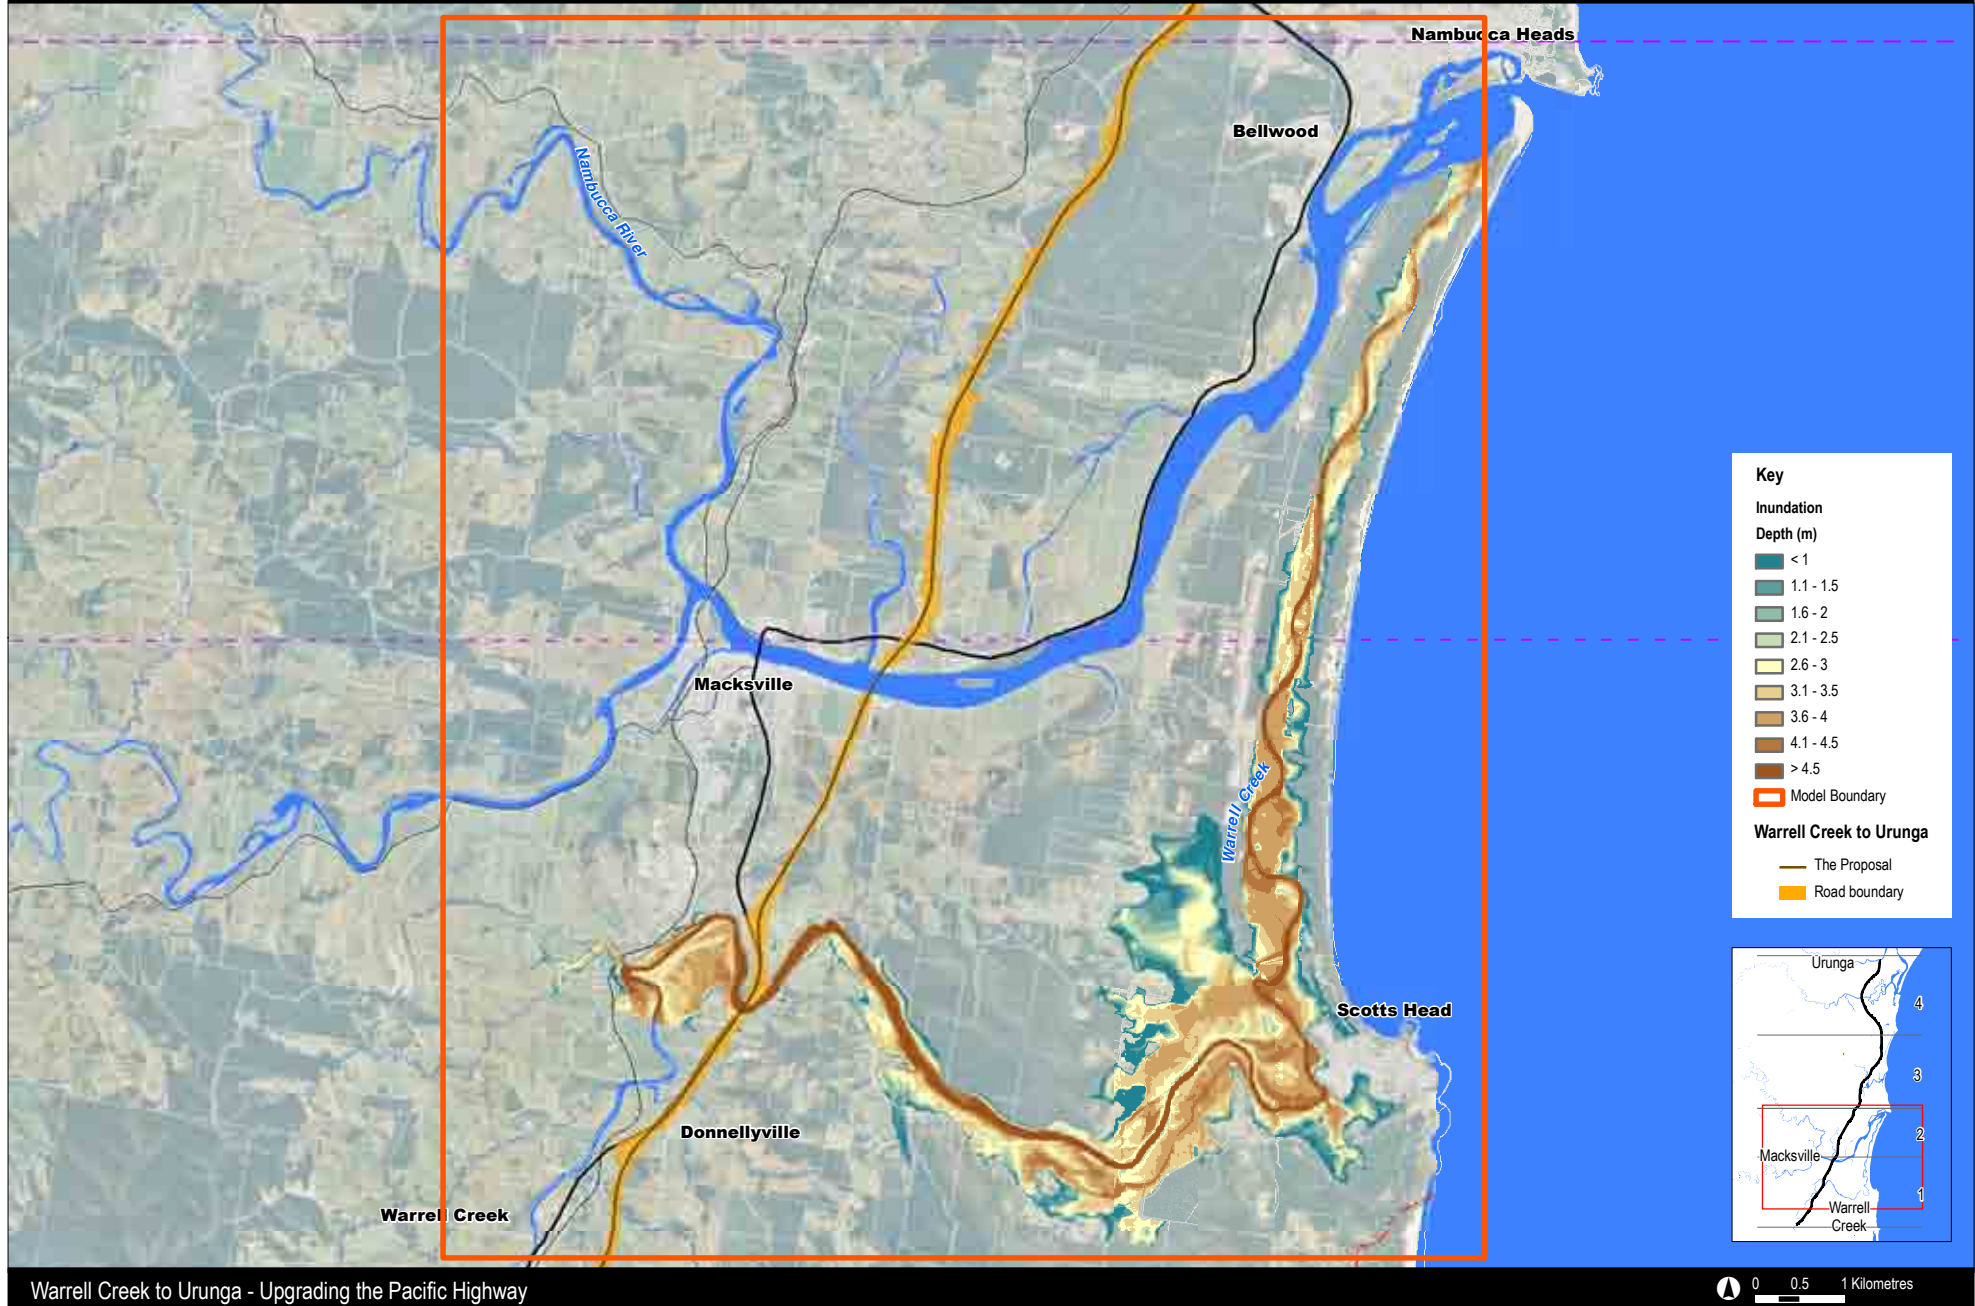 Nambucca Heads
Bellwood
Nambucca River
Macksville
Warrell Creek
Scotts Head
Donnellyville
Warrell Creek
Key
Inundation
Depth (m)
< 1
1.1 - 1.5
1.6 - 2
2.1 - 2.5
2.6 - 3
3.1 - 3.5
3.6 - 4
4.1 - 4.5
> 4.5
Model Boundary
Warrell Creek to Urunga
The Proposal
Road boundary
Urunga
4
3
2
Macksville
1
Warrell
Creek
Warrell Creek to Urunga - Upgrading the Pacific Highway
0 0.5 1 Kilometres